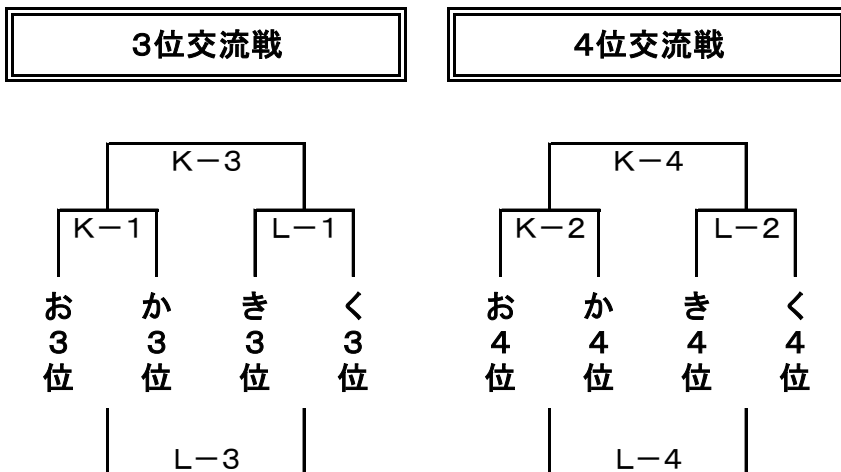 3位交流戦
4位交流戦
K－3
K－4
K－1
L－1
K－2
L－2
お3位
か3位
き3位
く3位
お4位
か4位
き4位
く4位
L－3
L－4